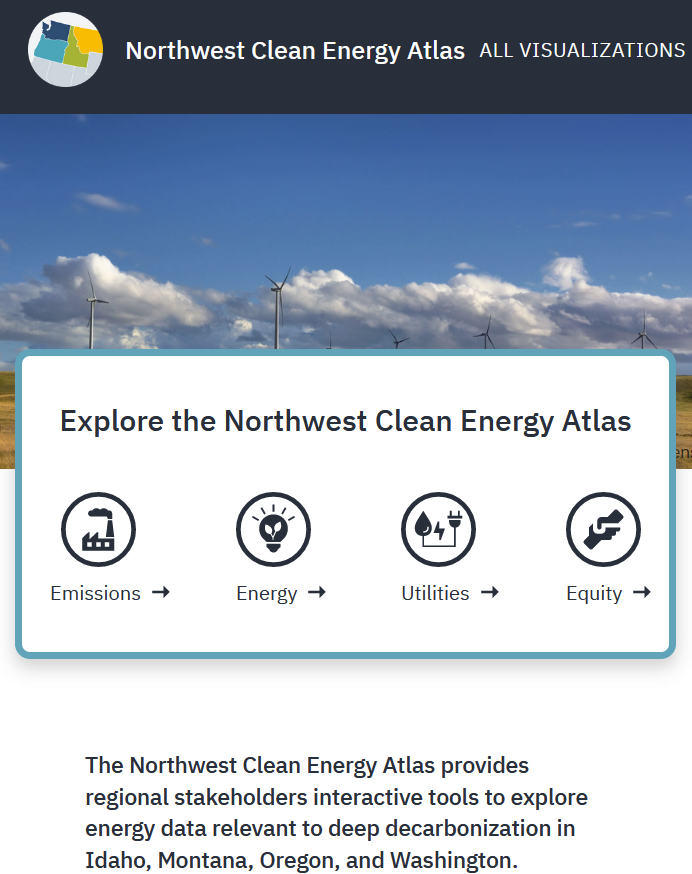 Northwest Clean Energy Atlas ALL VISUALIZATIONS
Explore the Northwest Clean Energy Atlas
Emissions → Energy → Utilities → Equity →
The Northwest Clean Energy Atlas provides
regional stakeholders interactive tools to explore
energy data relevant to deep decarbonization in
Idaho, Montana, Oregon, and Washington.